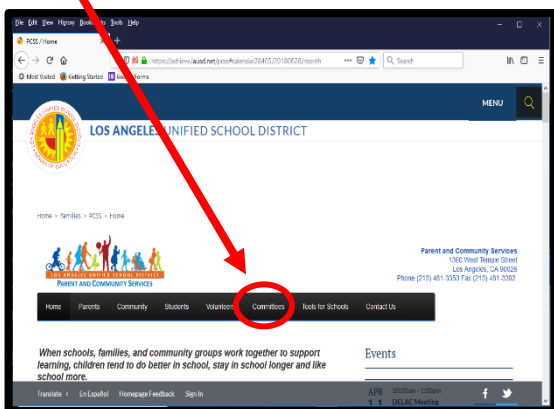 File Edit View History Bookmarks Tools Help
PCSS / Home
https://achieve.lausd.net/pcss#calendar28405/20180626/month
Search
Most Visited Getting Started Google Forms
MENU
LOS ANGELES UNIFIED SCHOOL DISTRICT
Home > Families > PCSS > Home
LOS ANGELES UNIFIED SCHOOL DISTRICT
PARENT AND COMMUNITY SERVICES
Parent and Community Services
1360 West Temple Street
Los Angeles, CA 90026
Phone (213) 481-3350 Fax (213) 481-3392
Home Parents Community Students Volunteers Committees Tools for Schools Contact Us
When schools, families, and community groups work together to support
learning, children tend to do better in school, stay in school longer and like
school more.
Events
APR 10:00am - 1:00pm
11 DELAC Meeting
Translate < En Español Homepage Feedback Sign In